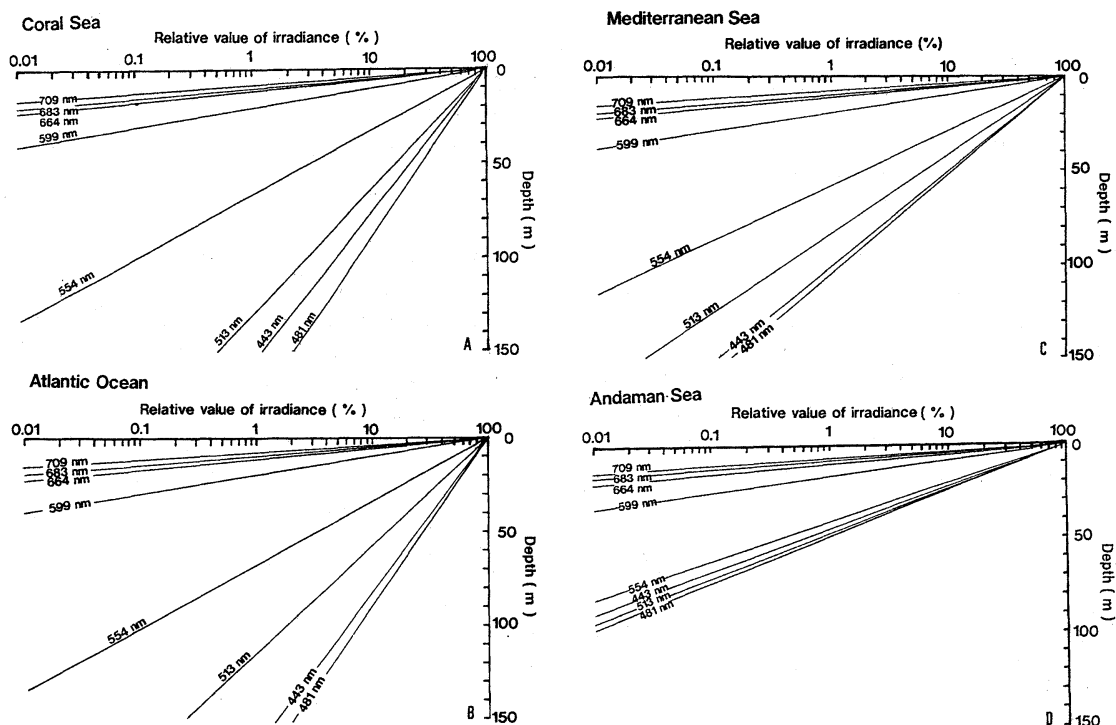 Coral Sea
Relative value of irradiance ( % )
0.01 0.1 1 10 100
0
50
100
150
Depth ( m )
709 nm
683 nm
664 nm
599 nm
554 nm
513 nm
443 nm
481 nm
A
Mediterranean Sea
Relative value of irradiance (%)
0.01 0.1 1 10 100
0
50
100
150
Depth ( m )
709 nm
683 nm
664 nm
599 nm
554 nm
513 nm
443 nm
481 nm
C
Atlantic Ocean
Relative value of irradiance ( % )
0.01 0.1 1 10 100
0
50
100
150
Depth ( m )
709 nm
683 nm
664 nm
599 nm
554 nm
513 nm
443 nm
481 nm
B
Andaman Sea
Relative value of irradiance ( % )
0.01 0.1 1 10 100
0
50
100
150
Depth ( m )
709 nm
683 nm
664 nm
599 nm
554 nm
443 nm
513 nm
481 nm
D